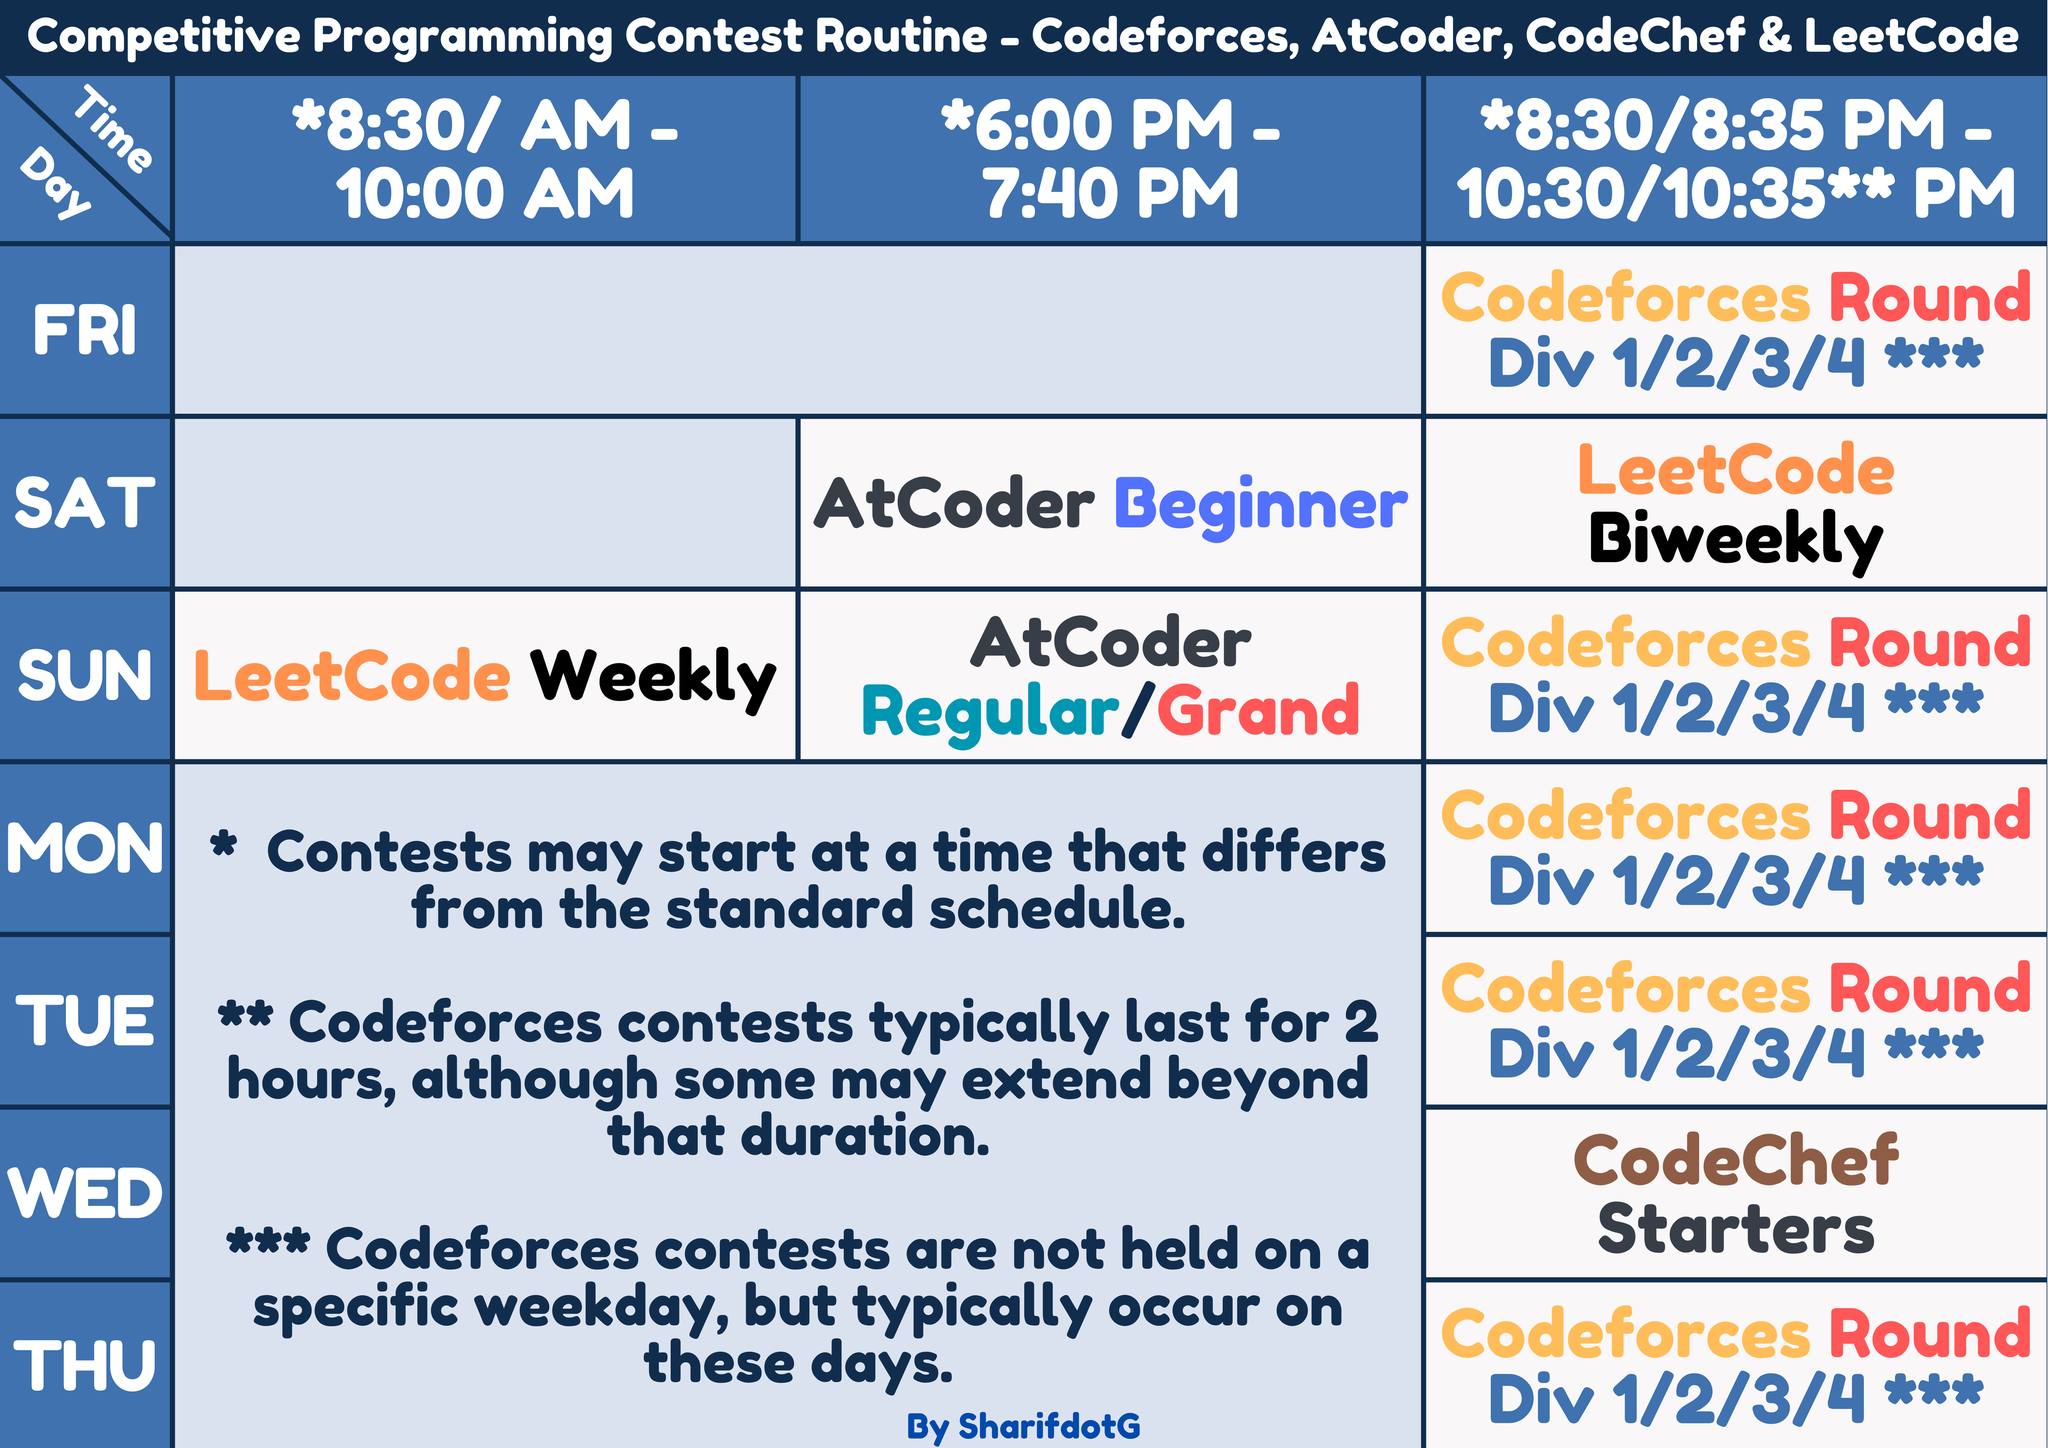 Competitive Programming Contest Routine - Codeforces, AtCoder, CodeChef & LeetCode
Time
Day
*8:30/ AM -
10:00 AM
*6:00 PM -
7:40 PM
*8:30/8:35 PM -
10:30/10:35** PM
FRI
Codeforces Round
Div 1/2/3/4 ***
SAT
AtCoder Beginner
LeetCode
Biweekly
SUN
LeetCode Weekly
AtCoder
Regular/Grand
Codeforces Round
Div 1/2/3/4 ***
MON
Codeforces Round
Div 1/2/3/4 ***
TUE
Codeforces Round
Div 1/2/3/4 ***
WED
CodeChef
Starters
THU
Codeforces Round
Div 1/2/3/4 ***
* Contests may start at a time that differs
from the standard schedule.
** Codeforces contests typically last for 2
hours, although some may extend beyond
that duration.
*** Codeforces contests are not held on a
specific weekday, but typically occur on
these days.
By SharifdotG